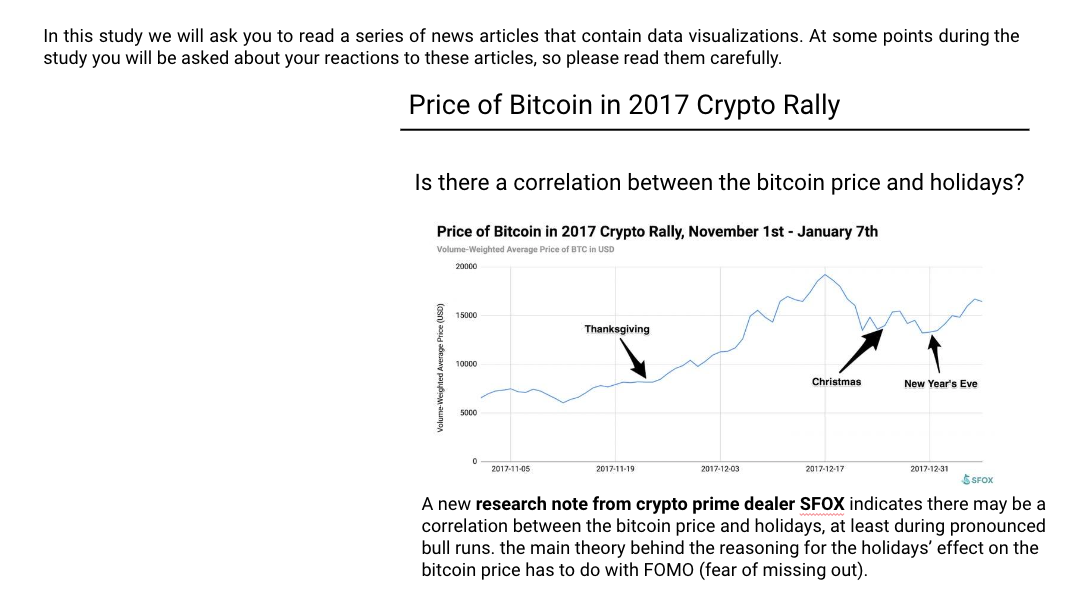 In this study we will ask you to read a series of news articles that contain data visualizations. At some points during the
study you will be asked about your reactions to these articles, so please read them carefully.
Price of Bitcoin in 2017 Crypto Rally
Is there a correlation between the bitcoin price and holidays?
Price of Bitcoin in 2017 Crypto Rally, November 1st - January 7th
Volume-Weighted Average Price of BTC in USD
Volume-Weighted Average Price (USD)
20000
15000
10000
5000
0
Thanksgiving
Christmas
New Year's Eve
2017-11-05
2017-11-19
2017-12-03
2017-12-17
2017-12-31
SFOX
A new research note from crypto prime dealer SFOX indicates there may be a
correlation between the bitcoin price and holidays, at least during pronounced
bull runs. the main theory behind the reasoning for the holidays’ effect on the
bitcoin price has to do with FOMO (fear of missing out).